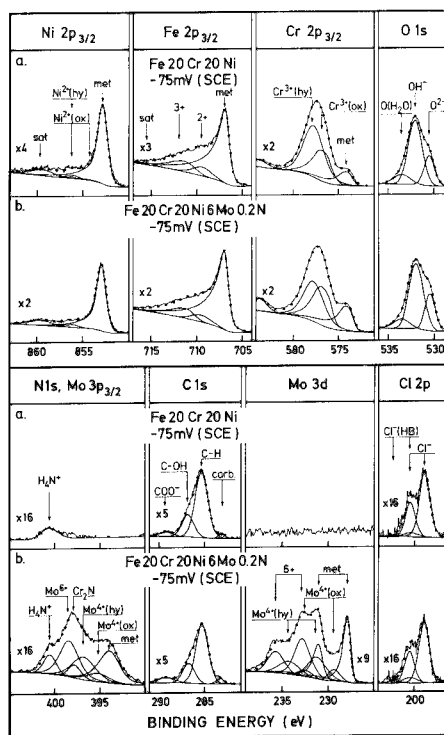 Ni 2p3/2 Fe 2p3/2 Cr 2p3/2 O 1s
a. Fe 20 Cr 20 Ni
-75mV (SCE)
Ni2+(hy) met
Ni2+(ox)
sat
x4
met
3+
2+
sat
x3
Cr3+(hy)
Cr3+(ox)
met
x2
OH-
O(H2O) O2-
b. Fe 20 Cr 20 Ni 6 Mo 0.2N
-75mV (SCE)
x2 x2 x2
860 855 715 710 705 580 575 535 530
N1s, Mo 3p3/2 C 1s Mo 3d Cl 2p
a. Fe 20 Cr 20 Ni
-75mV (SCE)
H4N+
x16
C-H
C-OH
COO- corb.
x5
Cl-(HB)
Cl-
x16
b. Fe 20 Cr 20 Ni 6 Mo 0.2N
-75mV (SCE)
Mo6+ Cr2N
H4N+ Mo4+(hy)
Mo4+(ox)
met
x16
x5
6+ met
Mo4+(ox)
Mo4+(hy)
x9
x16
400 395 290 285 235 230 200
BINDING ENERGY (eV)